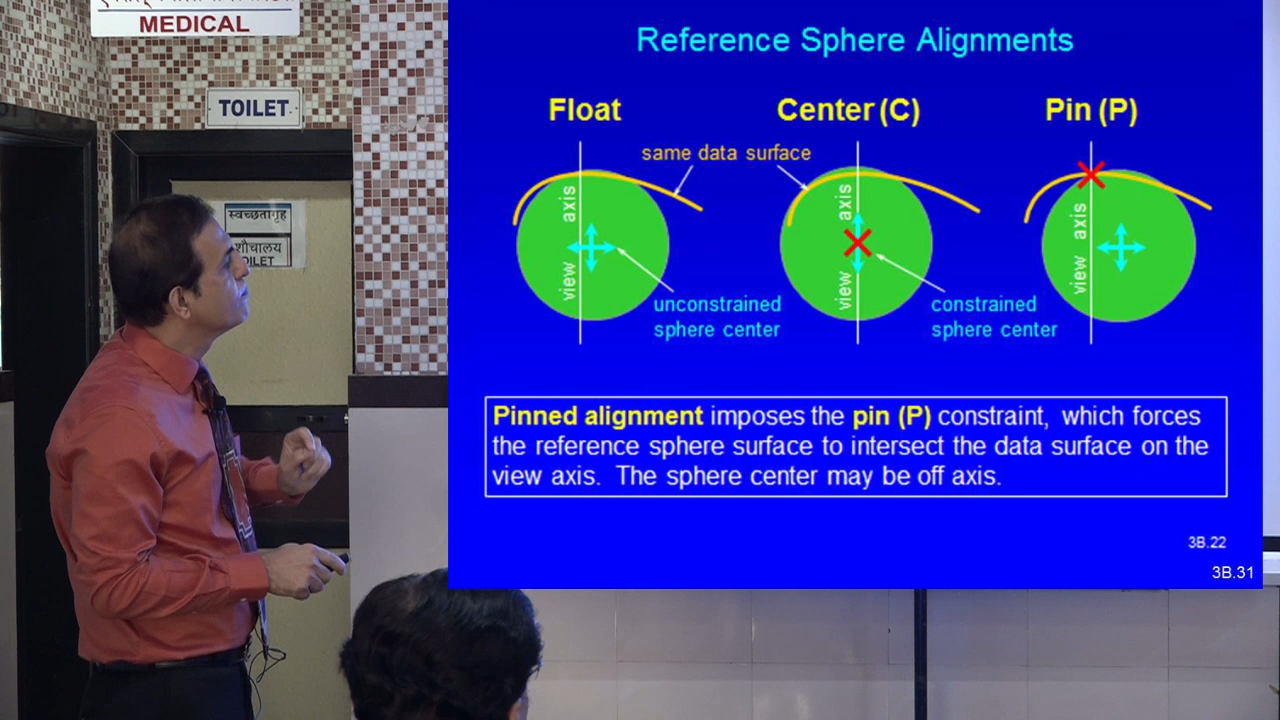 MEDICAL
TOILET
स्वच्छतागृह
शौचालय
TOILET
Reference Sphere Alignments
Float
Center (C)
Pin (P)
same data surface
view axis
view axis
view axis
unconstrained
sphere center
constrained
sphere center
Pinned alignment imposes the pin (P) constraint, which forces
the reference sphere surface to intersect the data surface on the
view axis. The sphere center may be off axis.
3B.22
3B.31